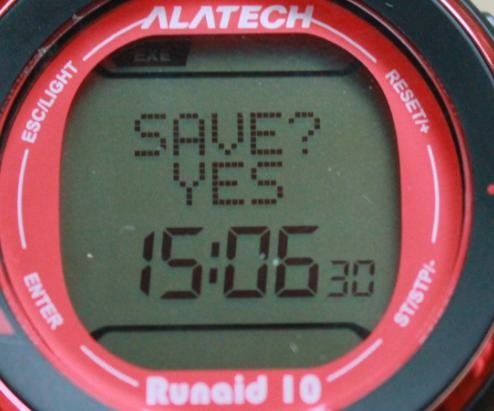 ALATECH
EXE
ESC/LIGHT
RESET/+
SAVE?
YES
15:06 30
ENTER
ST/STP/-
Runaid 10